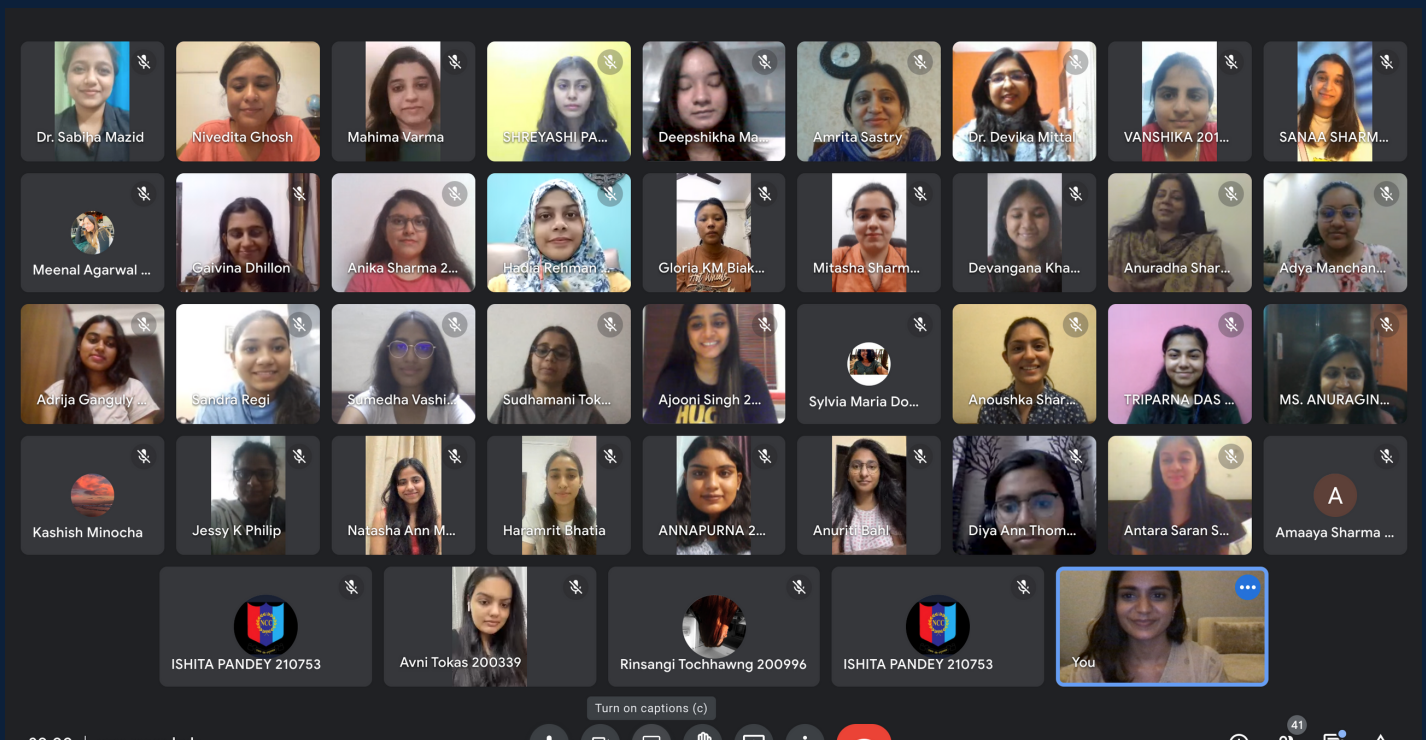 Dr. Sabiha Mazid
Nivedita Ghosh
Mahima Varma
SHREYASHI PA...
Deepshikha Ma...
Amrita Sastry
Dr. Devika Mittal
VANSHIKA 201...
SANAA SHARM...
Meenal Agarwal ...
Gaivina Dhillon
Anika Sharma 2...
Hadia Rehman ...
Gloria KM Biak...
Mitasha Sharm...
Devangana Kha...
Anuradha Shar...
Adya Manchan...
Adrija Ganguly ...
Sandra Regi
Sumedha Vashi...
Sudhamani Tok...
Ajooni Singh 2...
Sylvia Maria Do...
Anoushka Shar...
TRIPARNA DAS ...
MS. ANURAGIN...
Kashish Minocha
Jessy K Philip
Natasha Ann M...
Haramrit Bhatia
ANNAPURNA 2...
Anuriti Bahl
Diya Ann Thom...
Antara Saran S...
A
Amaaya Sharma ...
NCC
ISHITA PANDEY 210753
Avni Tokas 200339
Rinsangi Tochhawng 200996
NCC
ISHITA PANDEY 210753
You
Turn on captions (c)
41